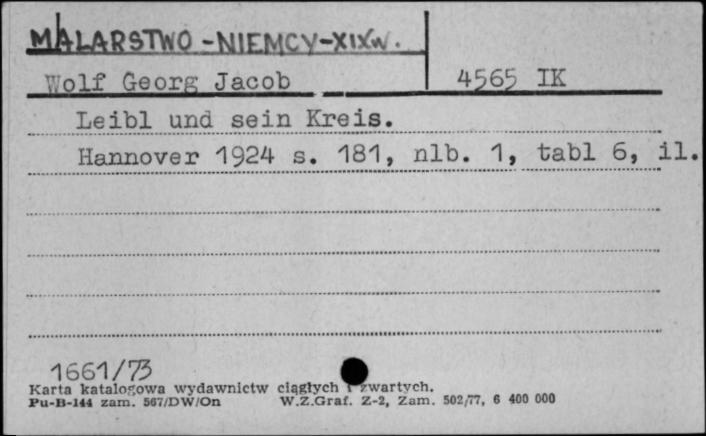 MALARSTWO-NIEMCY-XIXw.
Wolf Georg Jacob 4565 IK
Leibl und sein Kreis.
Hannover 1924 s. 181, nlb. 1, tabl 6, il.
1661/73
Karta katalogowa wydawnictw ciągłych i zwartych.
Pu-B-144 zam. 567/DW/On W.Z.Graf. Z-2, Zam. 502/77, 6 400 000